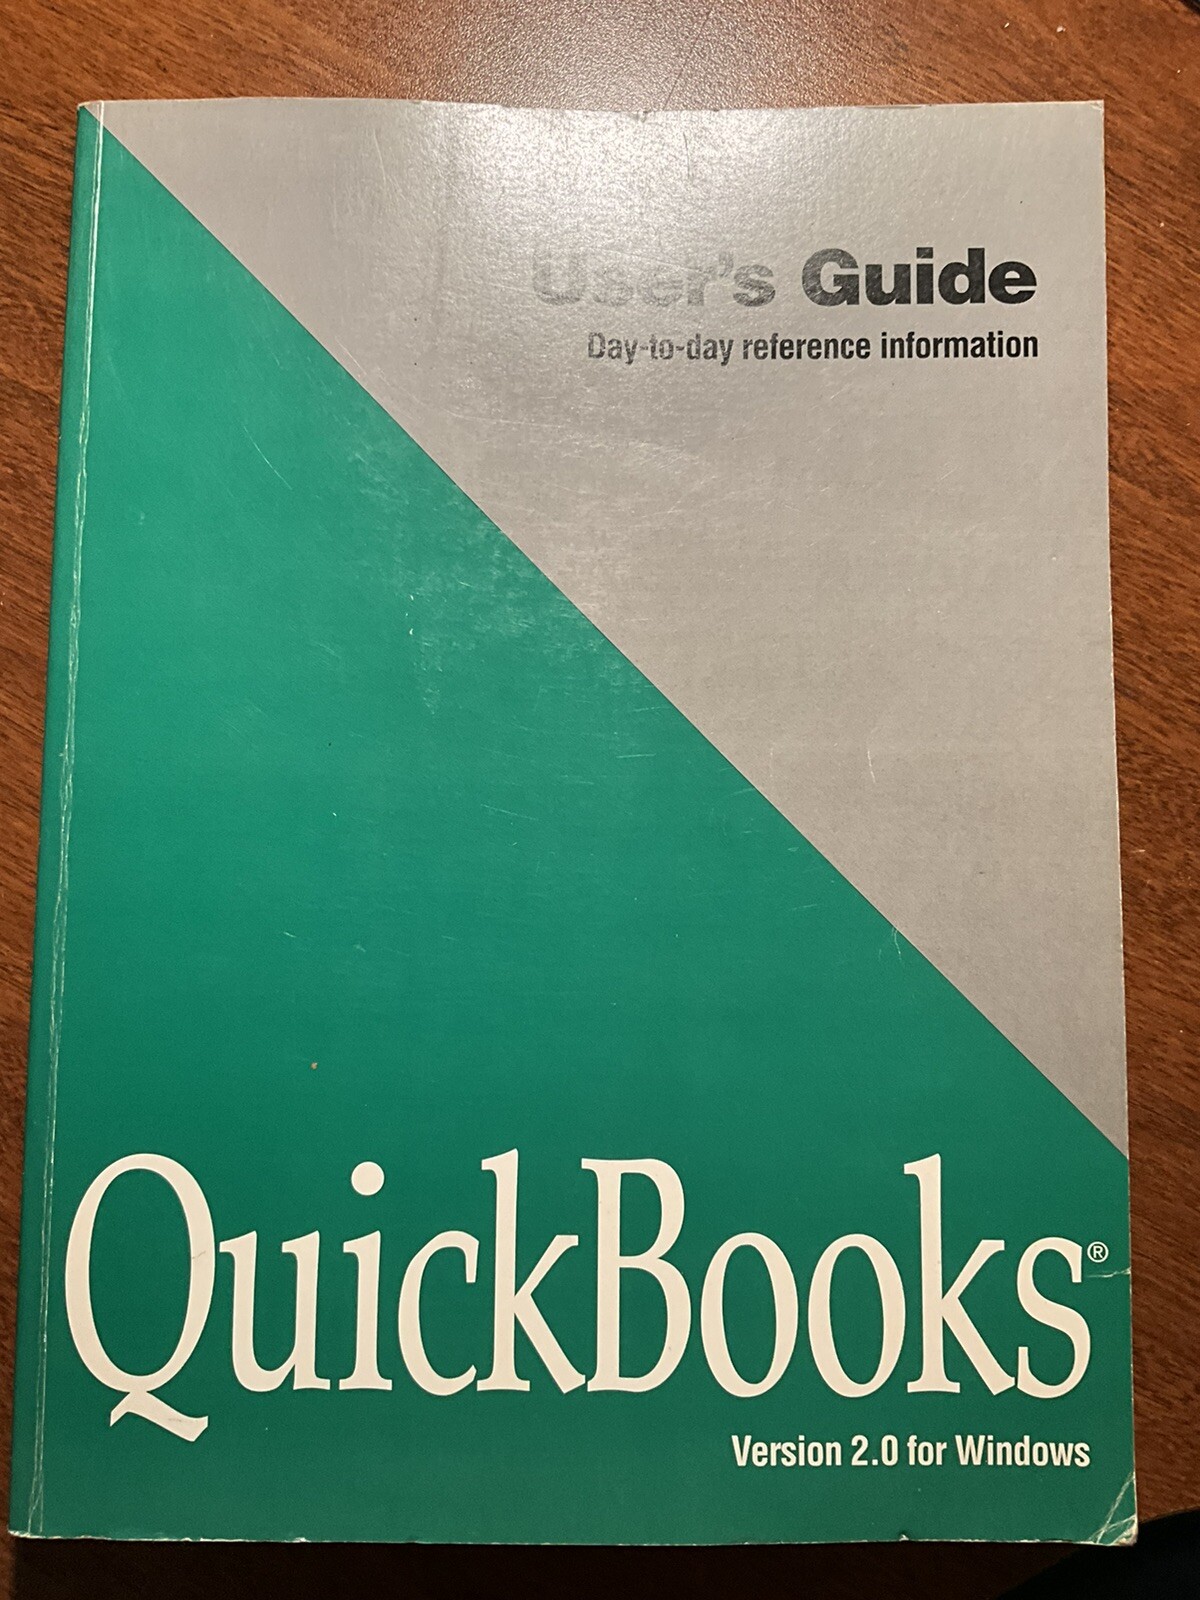 User's Guide
Day-to-day reference information
QuickBooks®
Version 2.0 for Windows